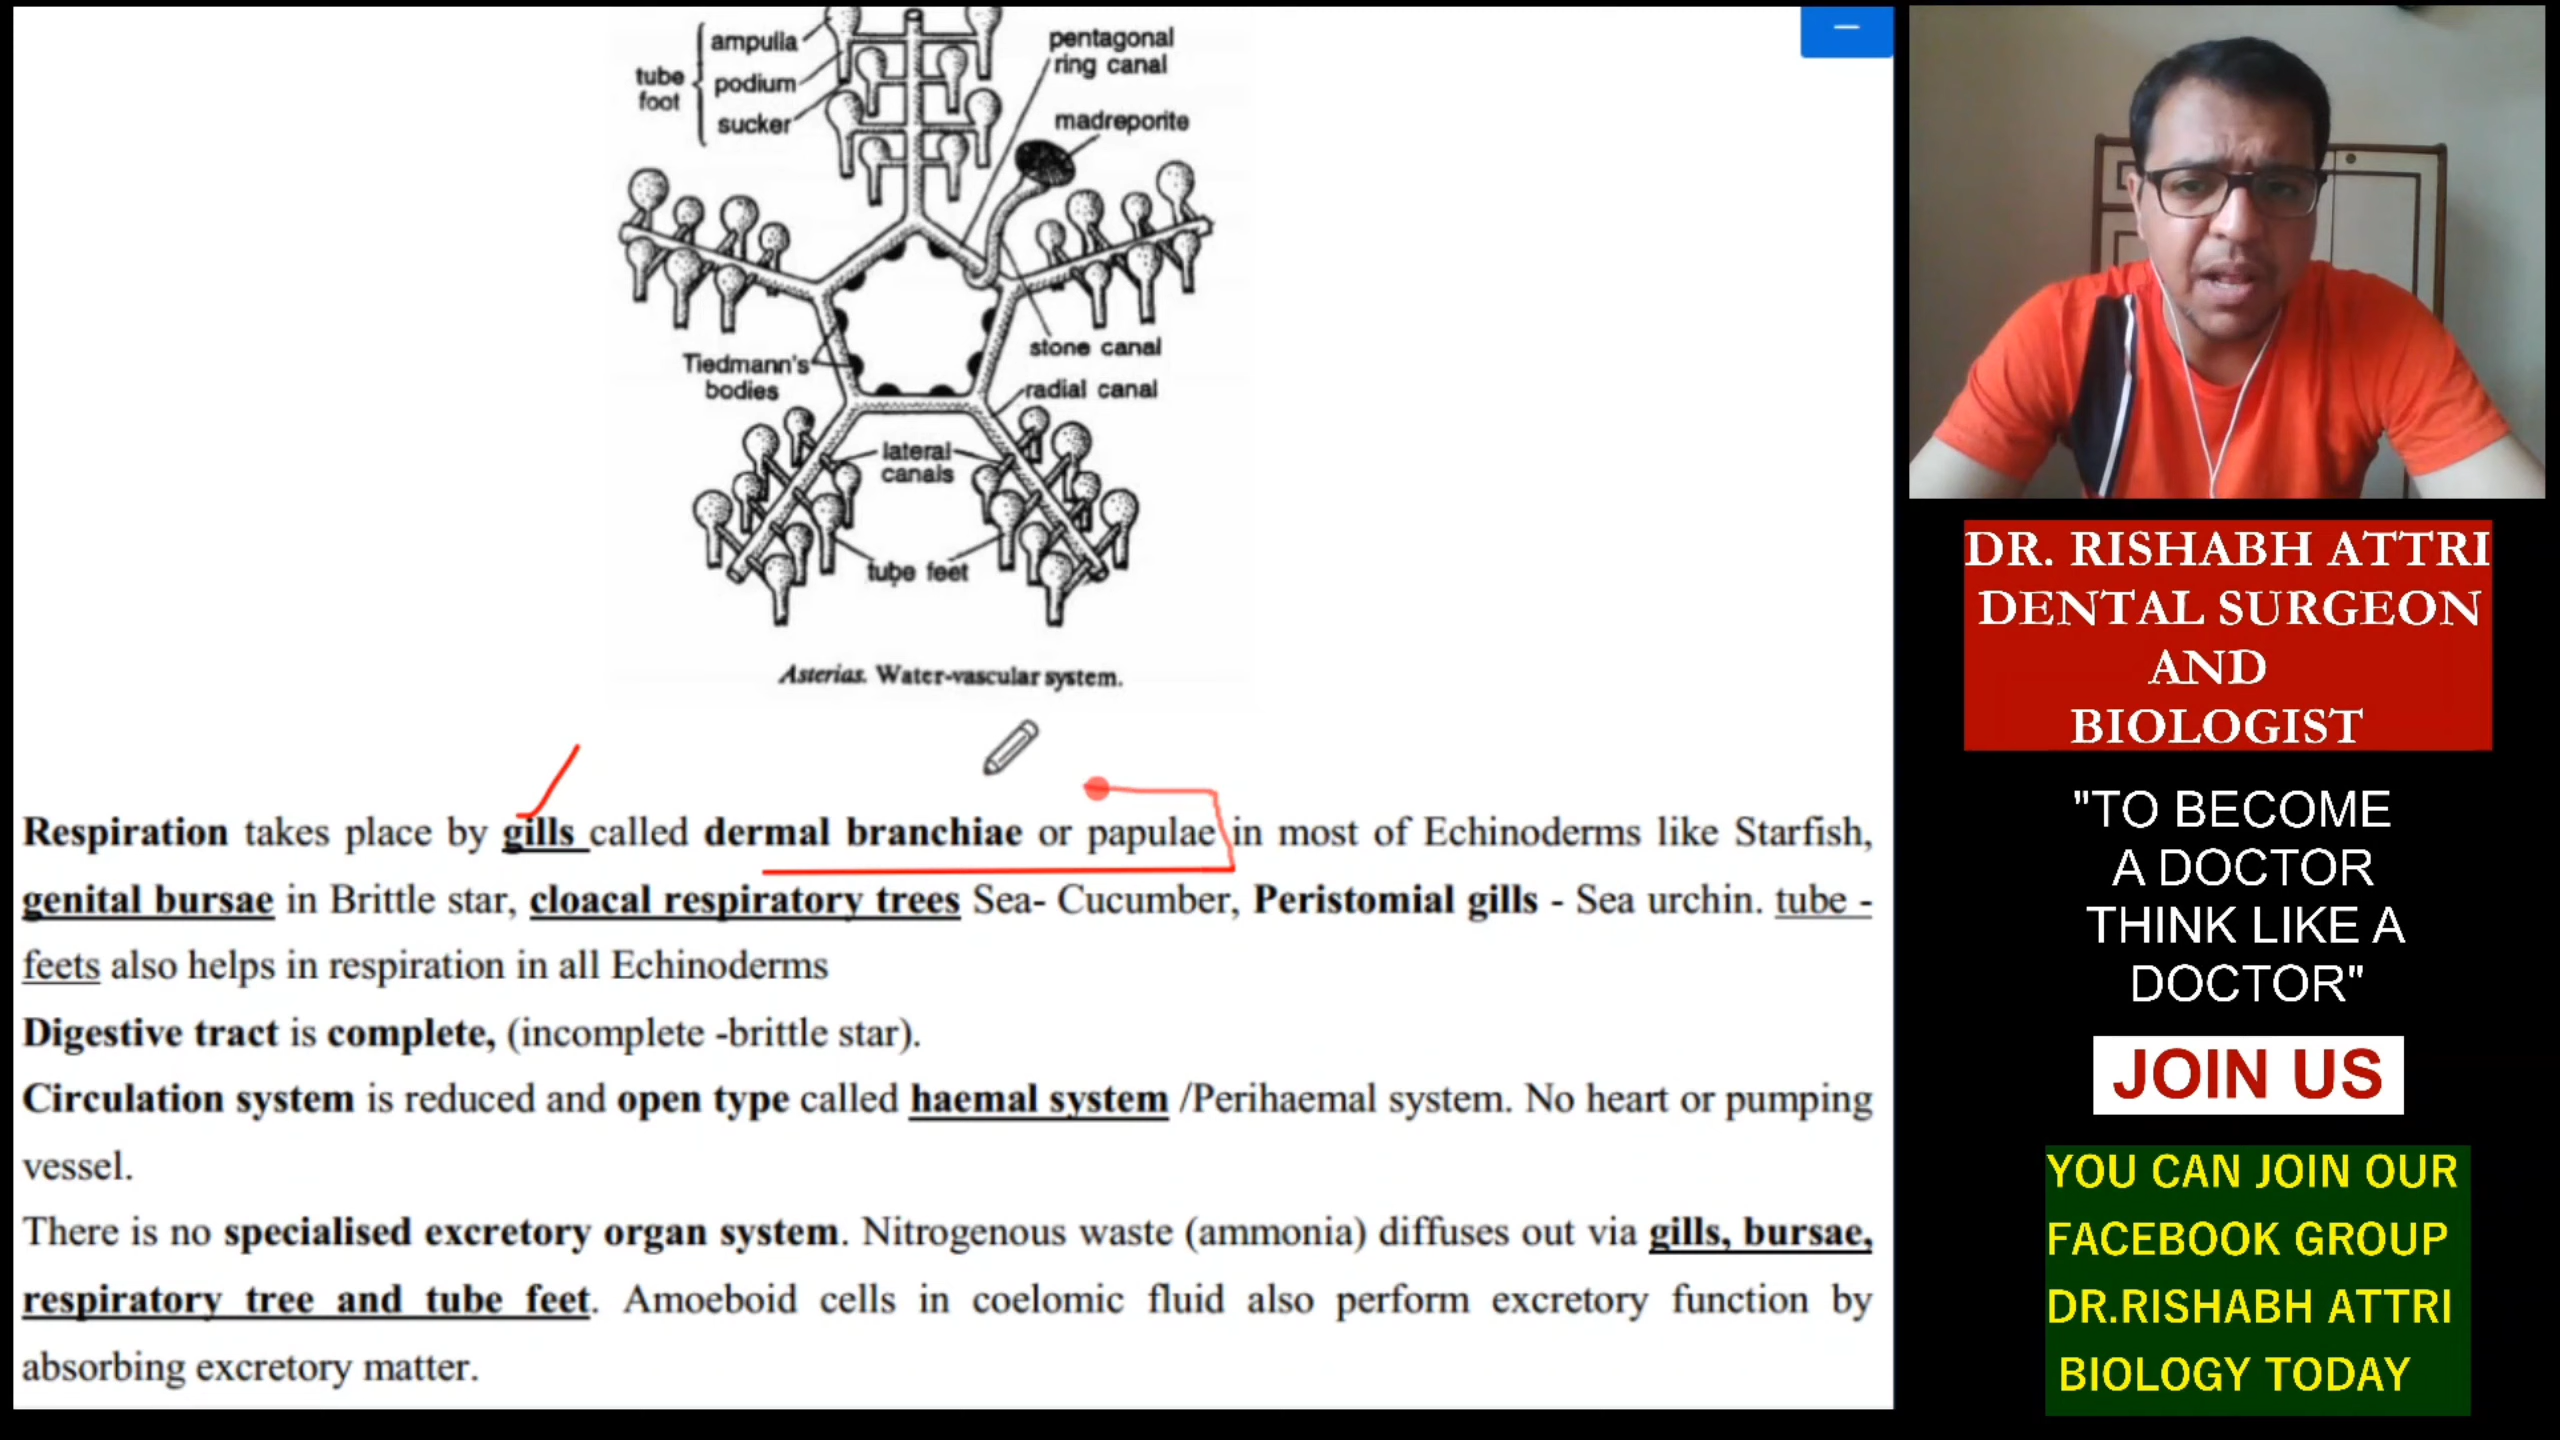 ampulla
tube
foot
podium
sucker
pentagonal
ring canal
madreporite
Tiedmann's
bodies
stone canal
radial canal
lateral
canals
tube feet
Asterias. Water-vascular system.
Respiration takes place by gills called dermal branchiae or papulae in most of Echinoderms like Starfish,
genital bursae in Brittle star, cloacal respiratory trees Sea- Cucumber, Peristomial gills - Sea urchin. tube -
feets also helps in respiration in all Echinoderms
Digestive tract is complete, (incomplete -brittle star).
Circulation system is reduced and open type called haemal system /Perihaemal system. No heart or pumping
vessel.
There is no specialised excretory organ system. Nitrogenous waste (ammonia) diffuses out via gills, bursae,
respiratory tree and tube feet. Amoeboid cells in coelomic fluid also perform excretory function by
absorbing excretory matter.
DR. RISHABH ATTRI
DENTAL SURGEON
AND
BIOLOGIST
"TO BECOME
A DOCTOR
THINK LIKE A
DOCTOR"
JOIN US
YOU CAN JOIN OUR
FACEBOOK GROUP
DR.RISHABH ATTRI
BIOLOGY TODAY